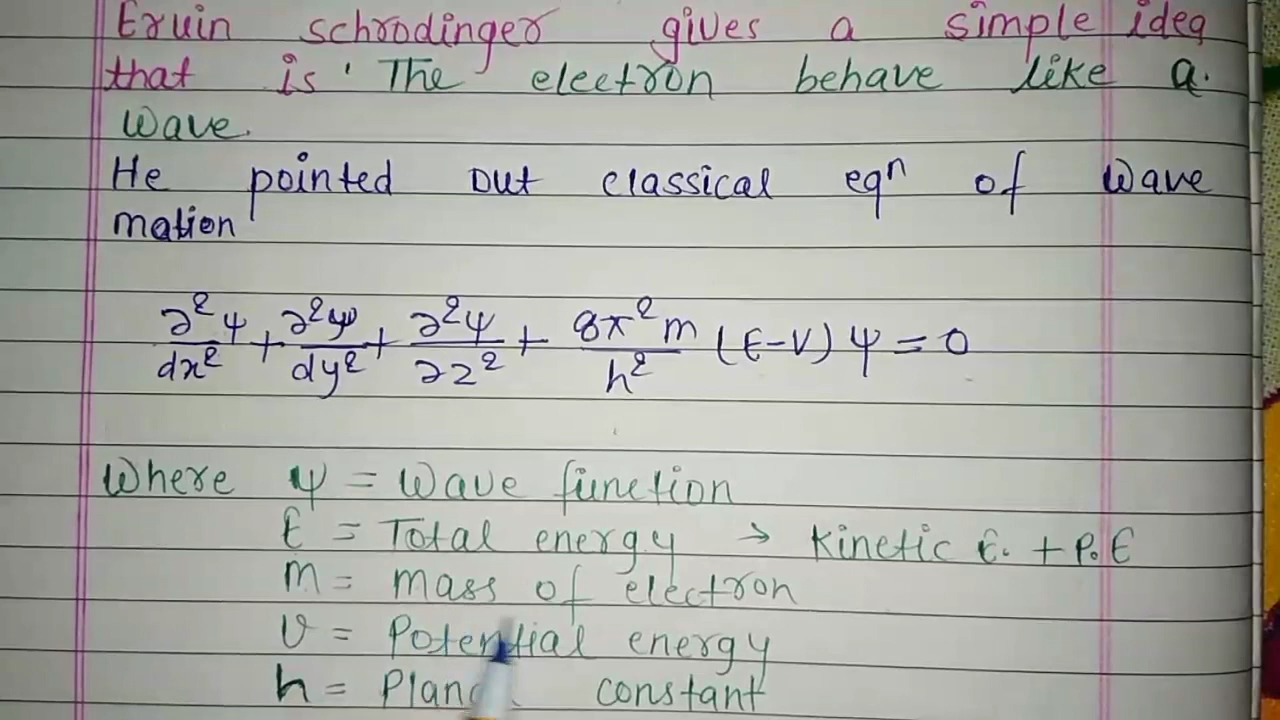 Eruin schrodinger gives a simple idea
that is ' The electron behave like a.
wave.
He pointed out classical eqⁿ of wave
mation
∂²ψ/dx² + ∂²ψ/dy² + ∂²ψ/∂z² + 8π²m/h² (E-V) ψ = 0
Where ψ = Wave function
E = Total energy → Kinetic E. + P.E
m = mass of electron
v = Potential energy
h = constant